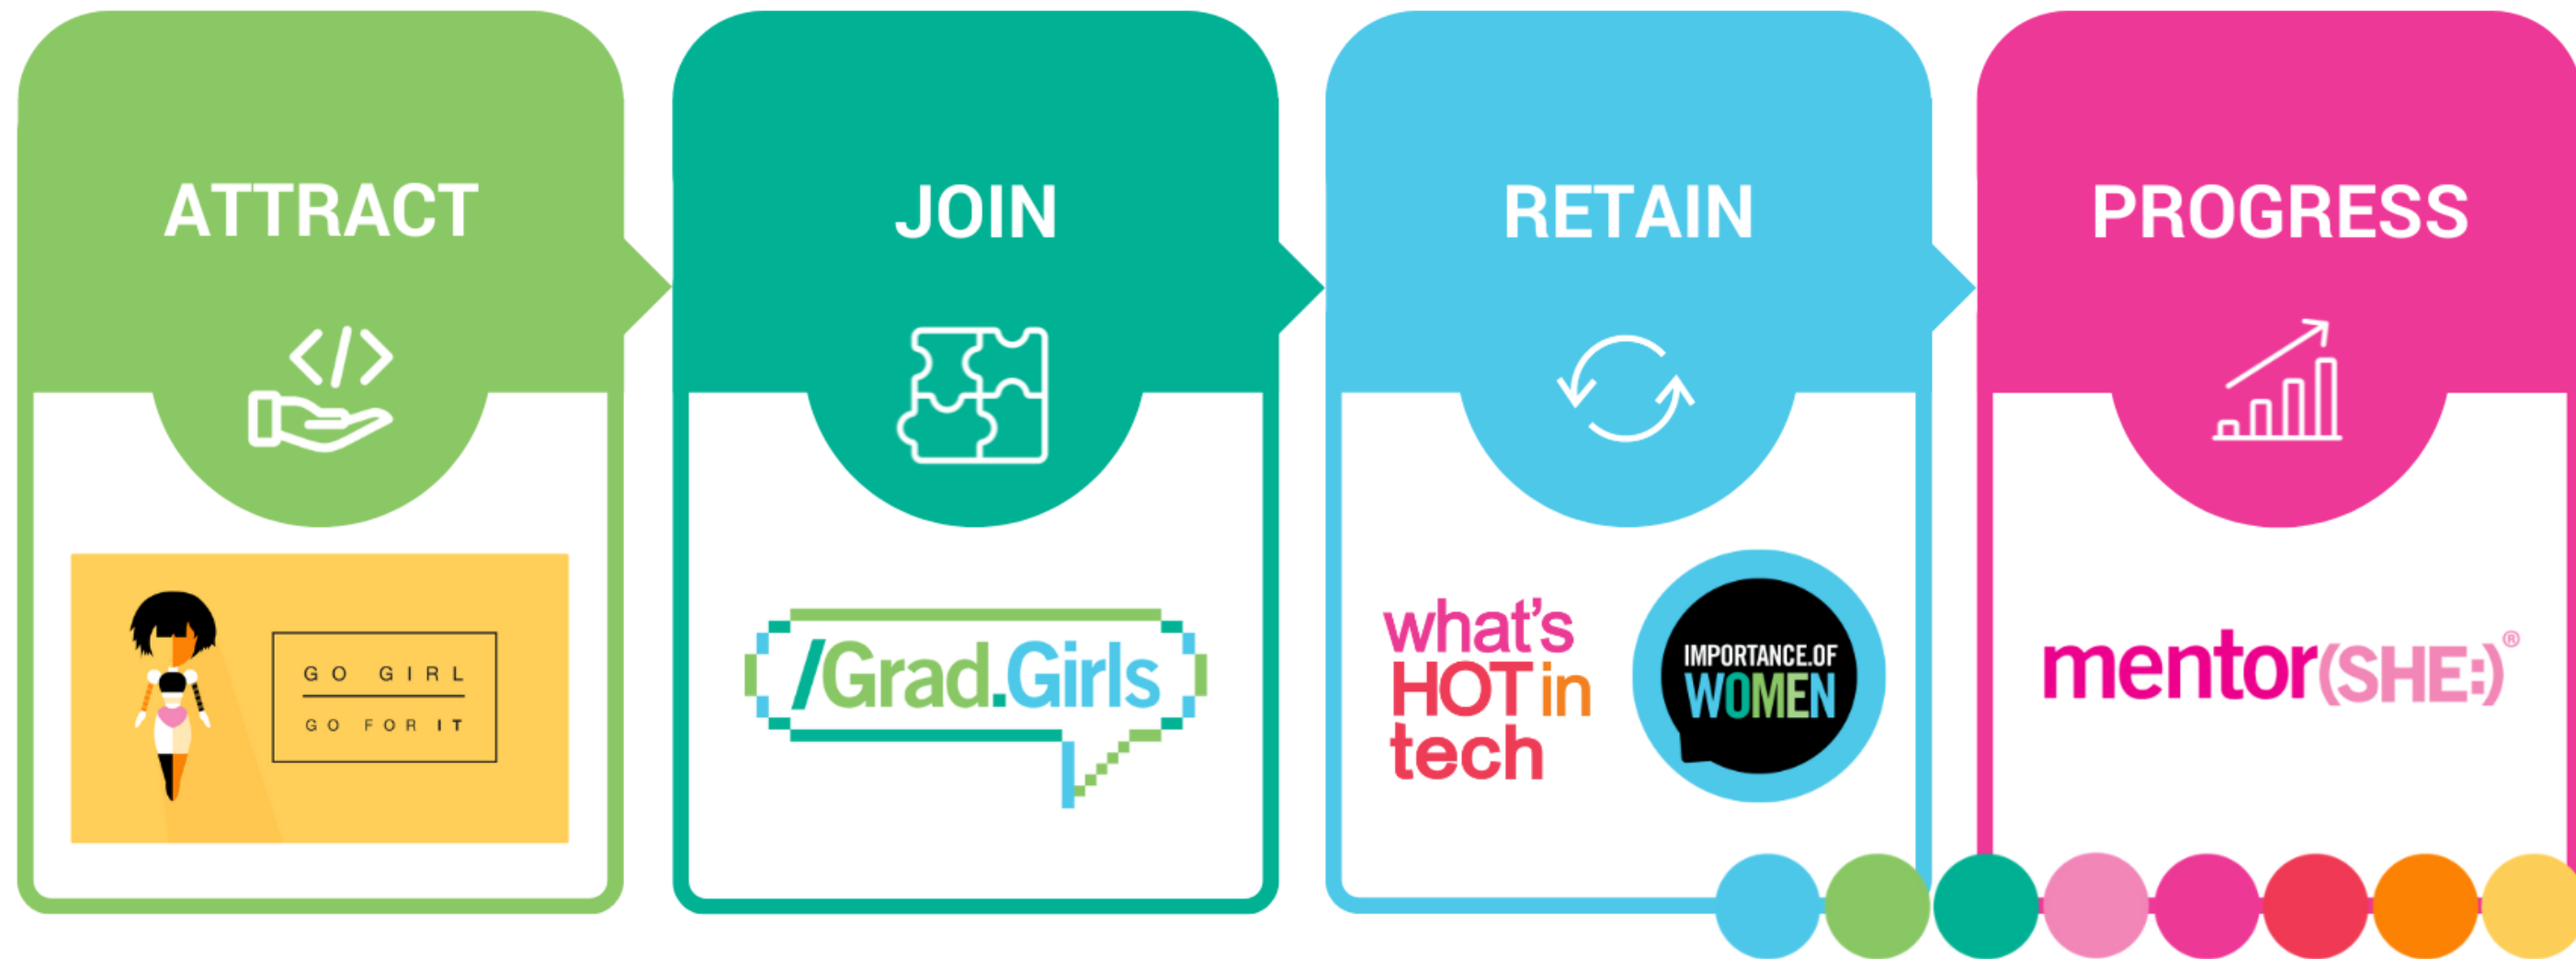 ATTRACT
JOIN
RETAIN
PROGRESS
</>
GO GIRL
GO FOR IT
/Grad.Girls
what's
HOT in
tech
IMPORTANCE.OF
WOMEN
mentor(SHE:)®